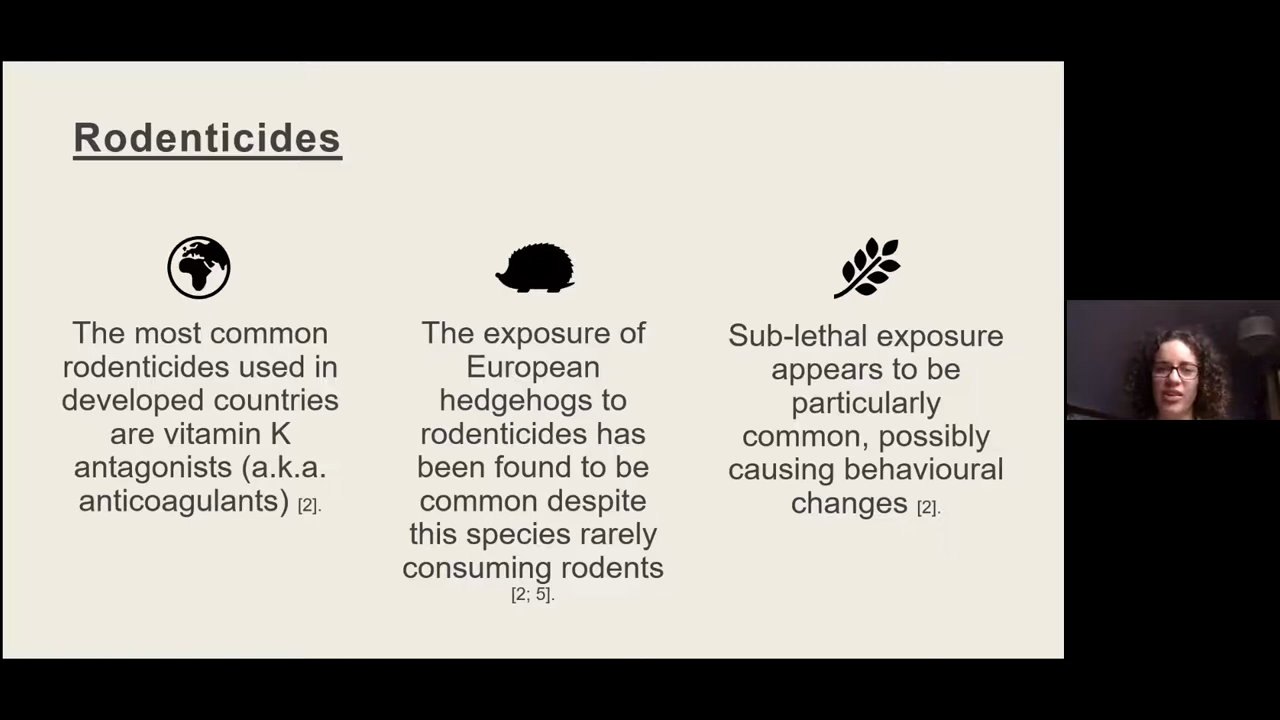 Rodenticides
The most common
rodenticides used in
developed countries
are vitamin K
antagonists (a.k.a.
anticoagulants) [2].
The exposure of
European
hedgehogs to
rodenticides has
been found to be
common despite
this species rarely
consuming rodents
[2; 5].
Sub-lethal exposure
appears to be
particularly
common, possibly
causing behavioural
changes [2].